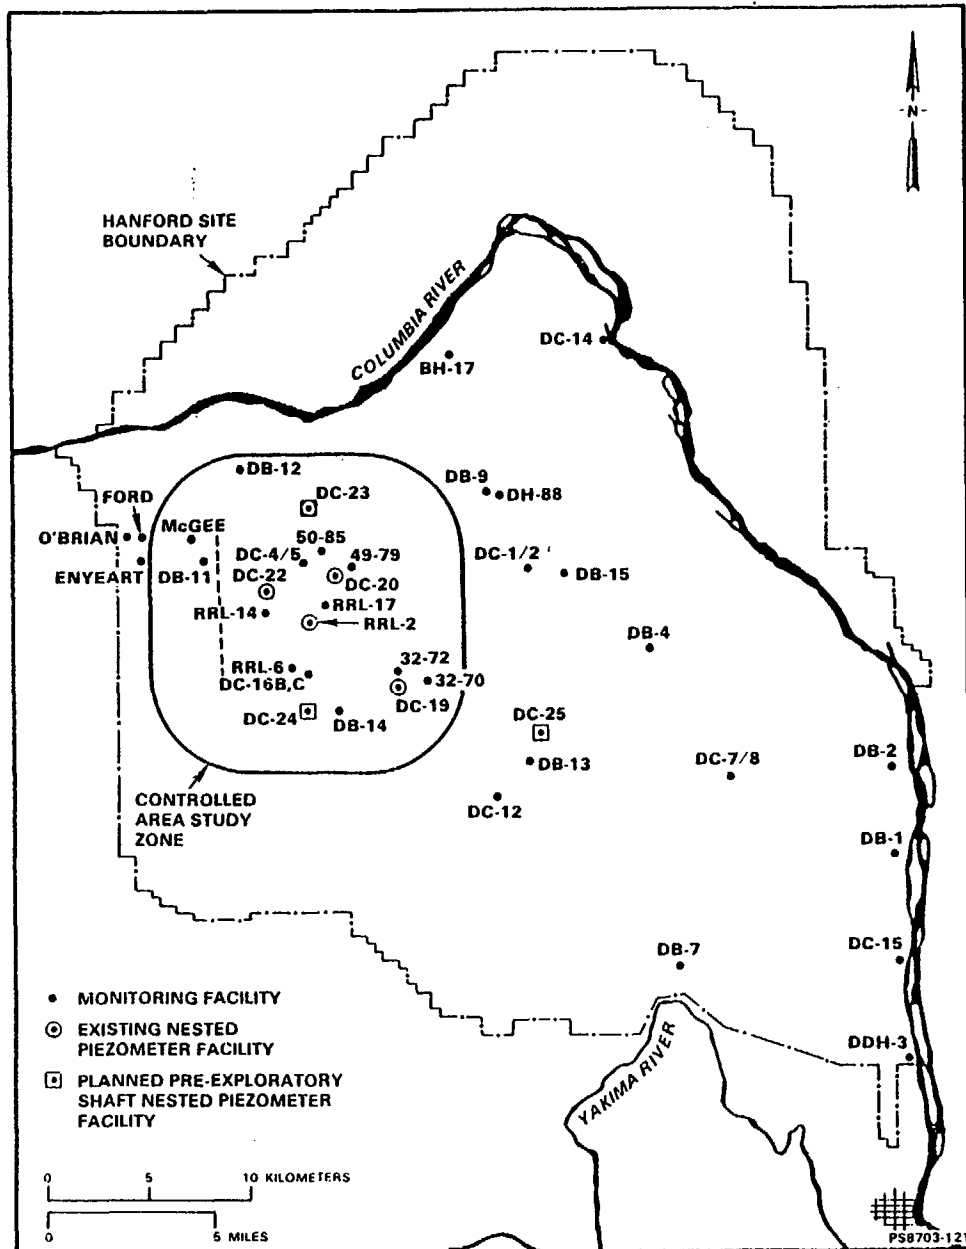 N
HANFORD SITE
BOUNDARY
COLUMBIA RIVER
DC-14
BH-17
DB-12
DB-9
DH-88
DC-23
FORD
McGEE
O'BRIAN
50-85
DC-4/5
49-79
DC-1/2
ENYEART
DB-11
DC-22
DC-20
DB-15
RRL-14
RRL-17
RRL-2
DB-4
RRL-6
32-72
DC-16B,C
32-70
DC-24
DB-14
DC-19
DC-25
DB-13
DC-7/8
DB-2
CONTROLLED
AREA STUDY
ZONE
DC-12
DB-1
DB-7
DC-15
MONITORING FACILITY
EXISTING NESTED
PIEZOMETER FACILITY
PLANNED PRE-EXPLORATORY
SHAFT NESTED PIEZOMETER
FACILITY
DDH-3
YAKIMA RIVER
0 5 10 KILOMETERS
0 5 MILES
PS8703-121